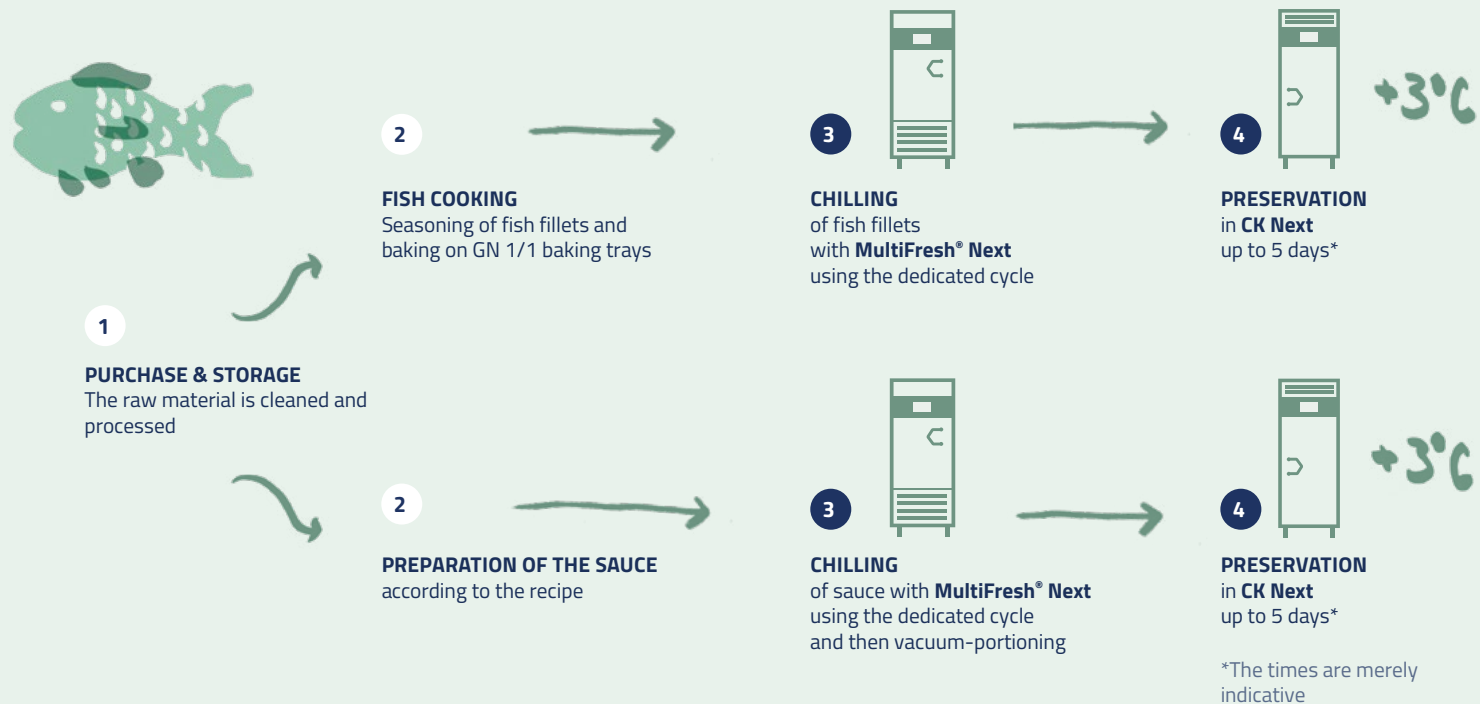 1
PURCHASE & STORAGE
The raw material is cleaned and
processed
2
FISH COOKING
Seasoning of fish fillets and
baking on GN 1/1 baking trays
3
CHILLING
of fish fillets
with MultiFresh® Next
using the dedicated cycle
4
+3°C
PRESERVATION
in CK Next
up to 5 days*
2
PREPARATION OF THE SAUCE
according to the recipe
3
CHILLING
of sauce with MultiFresh® Next
using the dedicated cycle
and then vacuum-portioning
4
+3°C
PRESERVATION
in CK Next
up to 5 days*
*The times are merely
indicative